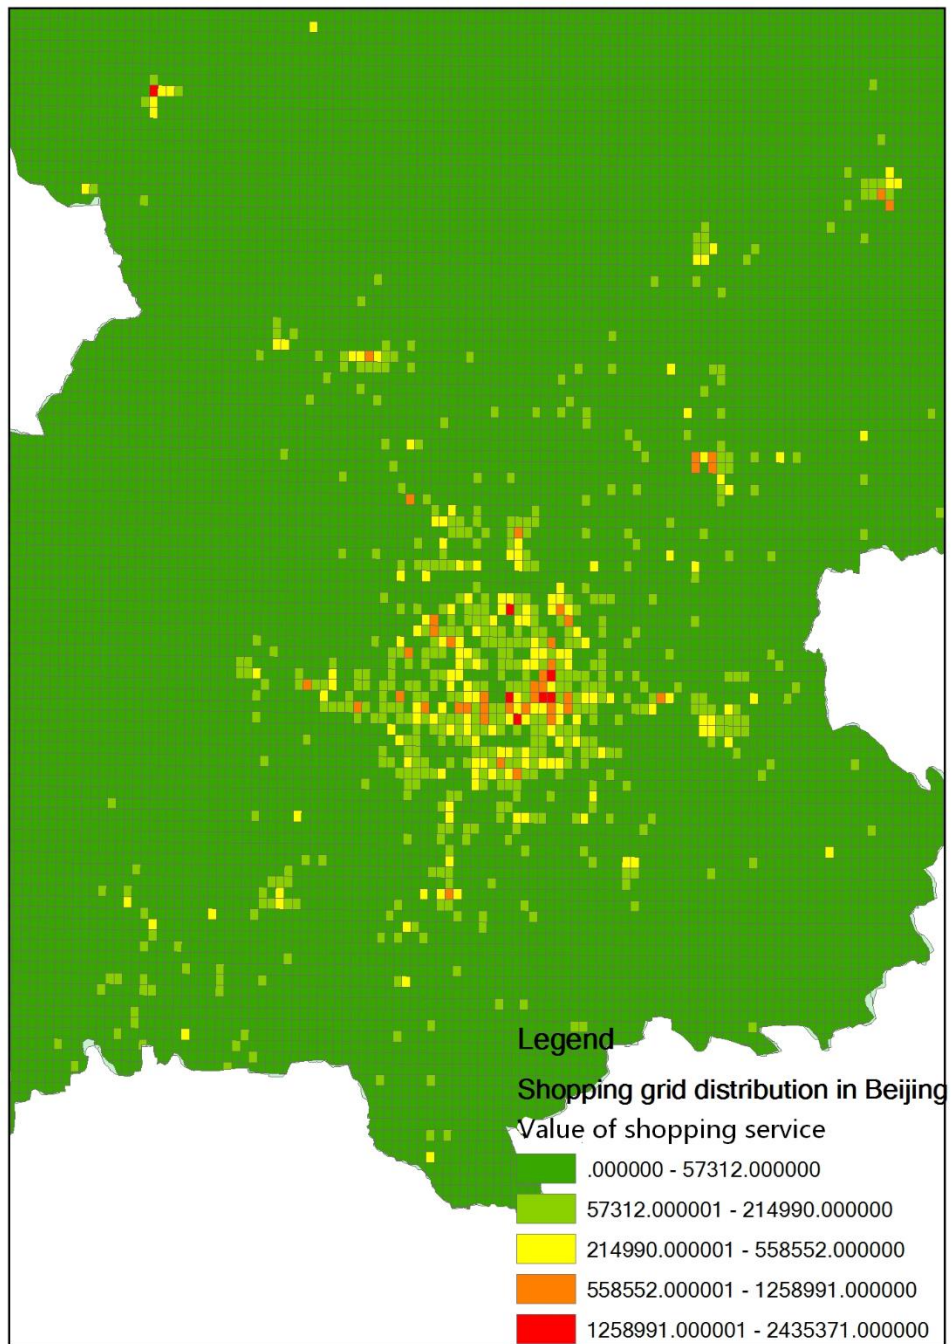 Legend
Shopping grid distribution in Beijing
Value of shopping service
.000000 - 57312.000000
57312.000001 - 214990.000000
214990.000001 - 558552.000000
558552.000001 - 1258991.000000
1258991.000001 - 2435371.000000